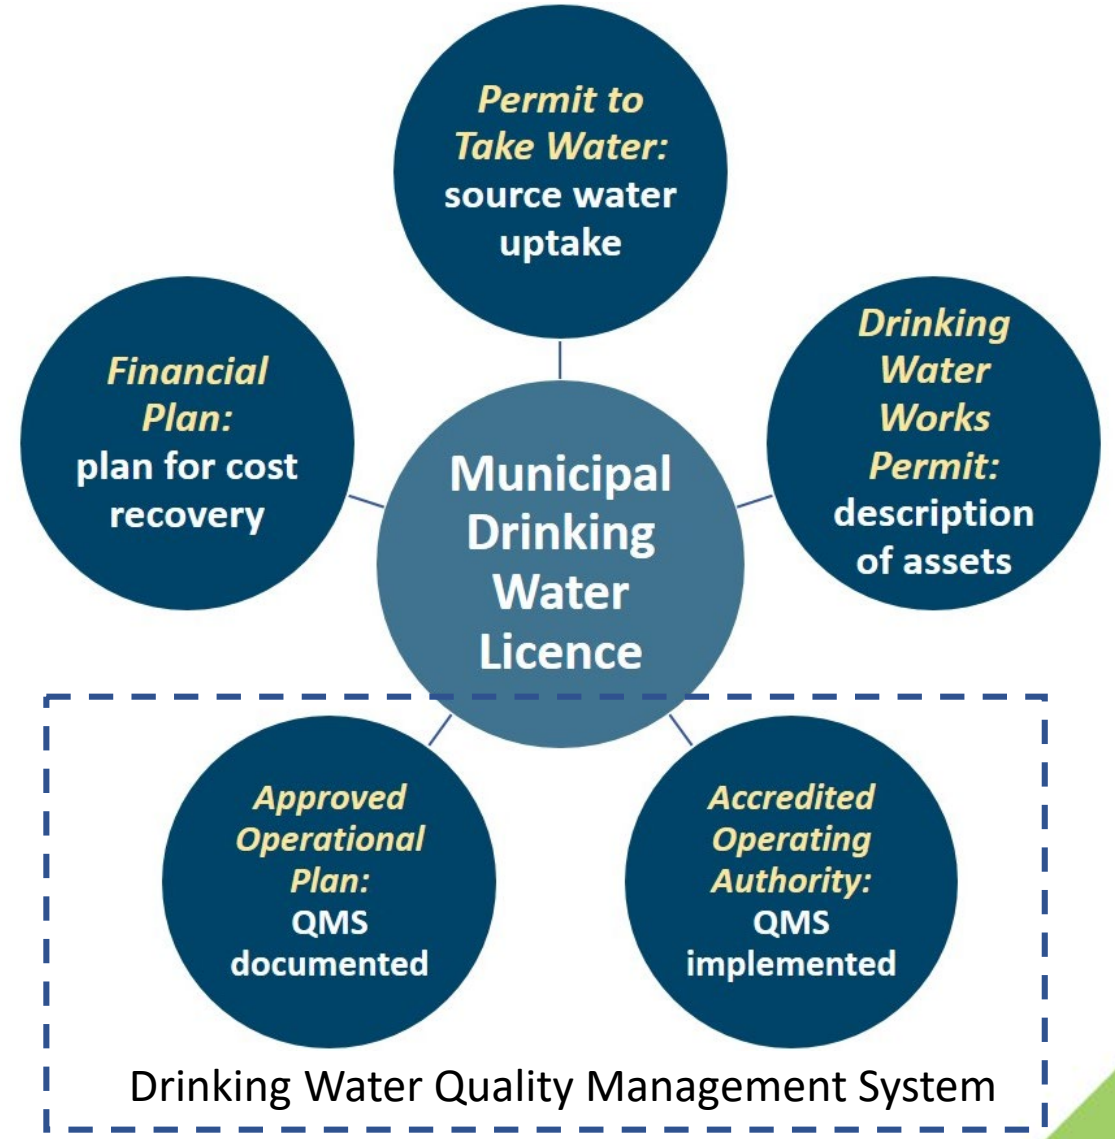 Permit to
Take Water:
source water
uptake
Financial
Plan:
plan for cost
recovery
Drinking
Water
Works
Permit:
description
of assets
Municipal
Drinking
Water
Licence
Approved
Operational
Plan:
QMS
documented
Accredited
Operating
Authority:
QMS
implemented
Drinking Water Quality Management System